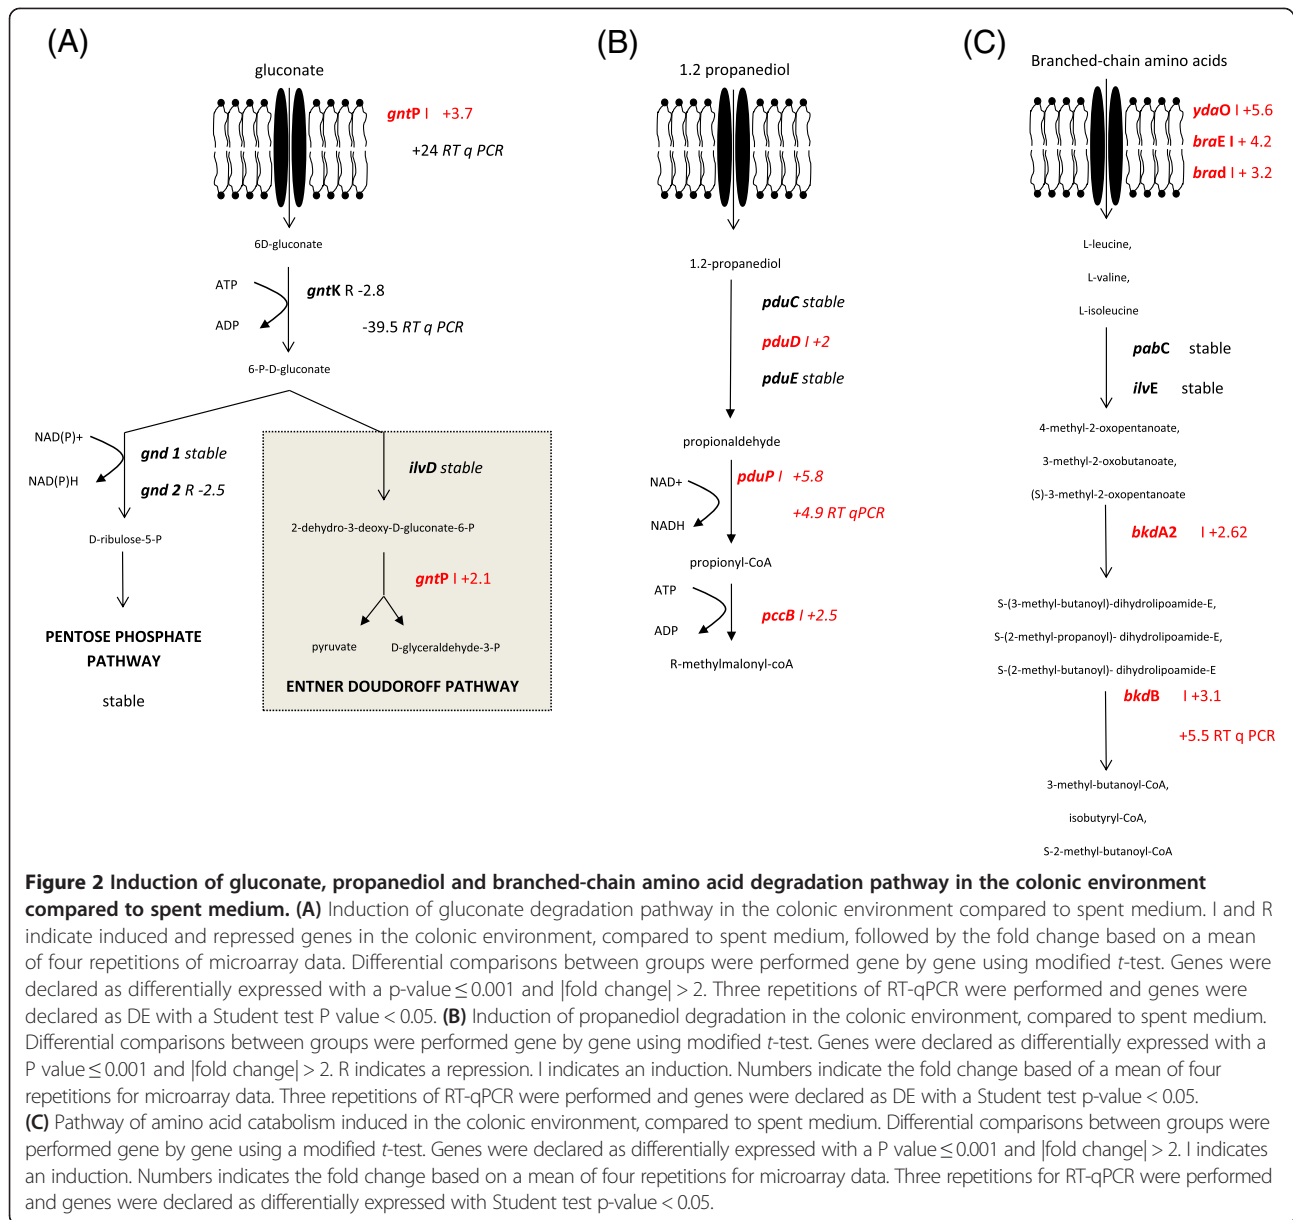 (A)
gluconate
gntP I +3.7
+24 RT q PCR
6D-gluconate
ATP
gntK R -2.8
ADP
-39.5 RT q PCR
6-P-D-gluconate
NAD(P)+
gnd 1 stable
NAD(P)H
gnd 2 R -2.5
D-ribulose-5-P
PENTOSE PHOSPHATE
PATHWAY
stable
ilvD stable
2-dehydro-3-deoxy-D-gluconate-6-P
gntP I +2.1
pyruvate
D-glyceraldehyde-3-P
ENTNER DOUDOROFF PATHWAY
(B)
1.2 propanediol
1.2-propanediol
pduC stable
pduD I +2
pduE stable
propionaldehyde
NAD+
pduP I +5.8
NADH
+4.9 RT qPCR
propionyl-CoA
ATP
pccB I +2.5
ADP
R-methylmalonyl-coA
(C)
Branched-chain amino acids
ydaO I +5.6
braE I + 4.2
brad I + 3.2
L-leucine,
L-valine,
L-isoleucine
pabC stable
ilvE stable
4-methyl-2-oxopentanoate,
3-methyl-2-oxobutanoate,
(S)-3-methyl-2-oxopentanoate
bkdA2 I +2.62
S-(3-methyl-butanoyl)-dihydrolipoamide-E,
S-(2-methyl-propanoyl)- dihydrolipoamide-E,
S-(2-methyl-butanoyl)- dihydrolipoamide-E
bkdB I +3.1
+5.5 RT q PCR
3-methyl-butanoyl-CoA,
isobutyryl-CoA,
S-2-methyl-butanoyl-CoA
Figure 2 Induction of gluconate, propanediol and branched-chain amino acid degradation pathway in the colonic environment
compared to spent medium. (A) Induction of gluconate degradation pathway in the colonic environment compared to spent medium. I and R
indicate induced and repressed genes in the colonic environment, compared to spent medium, followed by the fold change based on a mean
of four repetitions of microarray data. Differential comparisons between groups were performed gene by gene using modified t-test. Genes were
declared as differentially expressed with a p-value ≤ 0.001 and |fold change| > 2. Three repetitions of RT-qPCR were performed and genes were
declared as DE with a Student test P value < 0.05. (B) Induction of propanediol degradation in the colonic environment, compared to spent medium.
Differential comparisons between groups were performed gene by gene using modified t-test. Genes were declared as differentially expressed with a
P value ≤ 0.001 and |fold change| > 2. R indicates a repression. I indicates an induction. Numbers indicate the fold change based of a mean of four
repetitions for microarray data. Three repetitions of RT-qPCR were performed and genes were declared as DE with a Student test p-value < 0.05.
(C) Pathway of amino acid catabolism induced in the colonic environment, compared to spent medium. Differential comparisons between groups were
performed gene by gene using a modified t-test. Genes were declared as differentially expressed with a P value ≤ 0.001 and |fold change| > 2. I indicates
an induction. Numbers indicates the fold change based on a mean of four repetitions for microarray data. Three repetitions for RT-qPCR were performed
and genes were declared as differentially expressed with Student test p-value < 0.05.